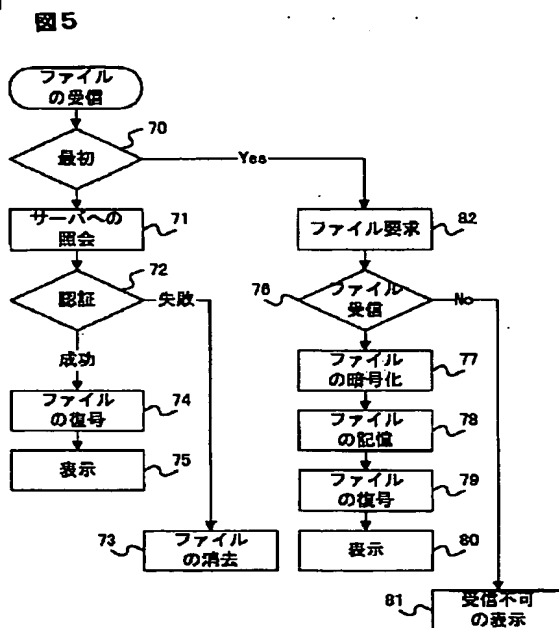 図5
ファイル
の受信
70
最初
Yes
サーバへの
照会
71
ファイル要求
82
72
認証
失敗
76
ファイル
受信
No
成功
ファイル
の暗号化
77
ファイル
の復号
74
ファイル
の記憶
78
表示
75
ファイル
の復号
79
73
ファイル
の消去
表示
80
81
受信不可
の表示